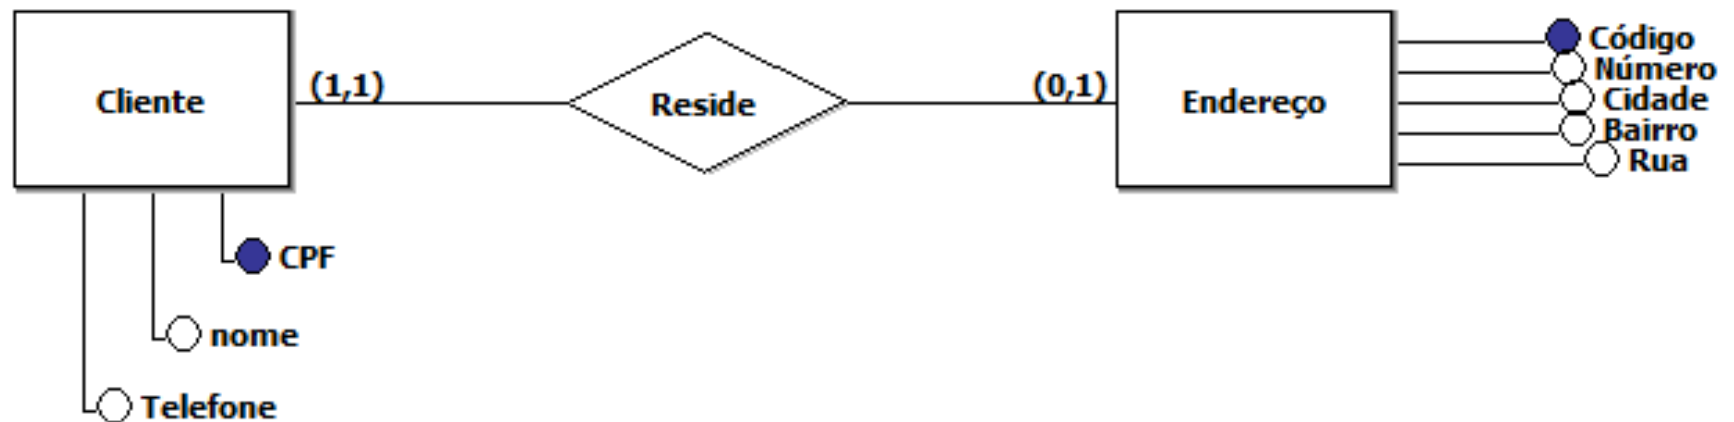 Cliente
(1,1)
Reside
(0,1)
Endereço
Código
Número
Cidade
Bairro
Rua
CPF
nome
Telefone